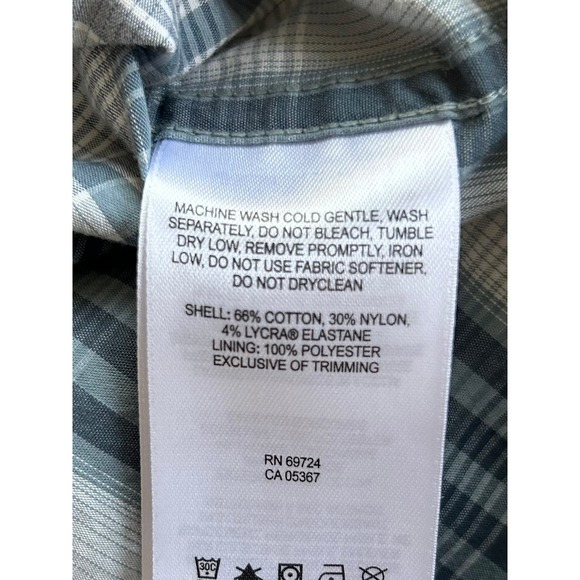 MACHINE WASH COLD GENTLE, WASH
SEPARATELY, DO NOT BLEACH, TUMBLE
DRY LOW, REMOVE PROMPTLY, IRON
LOW, DO NOT USE FABRIC SOFTENER,
DO NOT DRYCLEAN
SHELL: 66% COTTON, 30% NYLON,
4% LYCRA® ELASTANE
LINING: 100% POLYESTER
EXCLUSIVE OF TRIMMING
RN 69724
CA 05367
30C